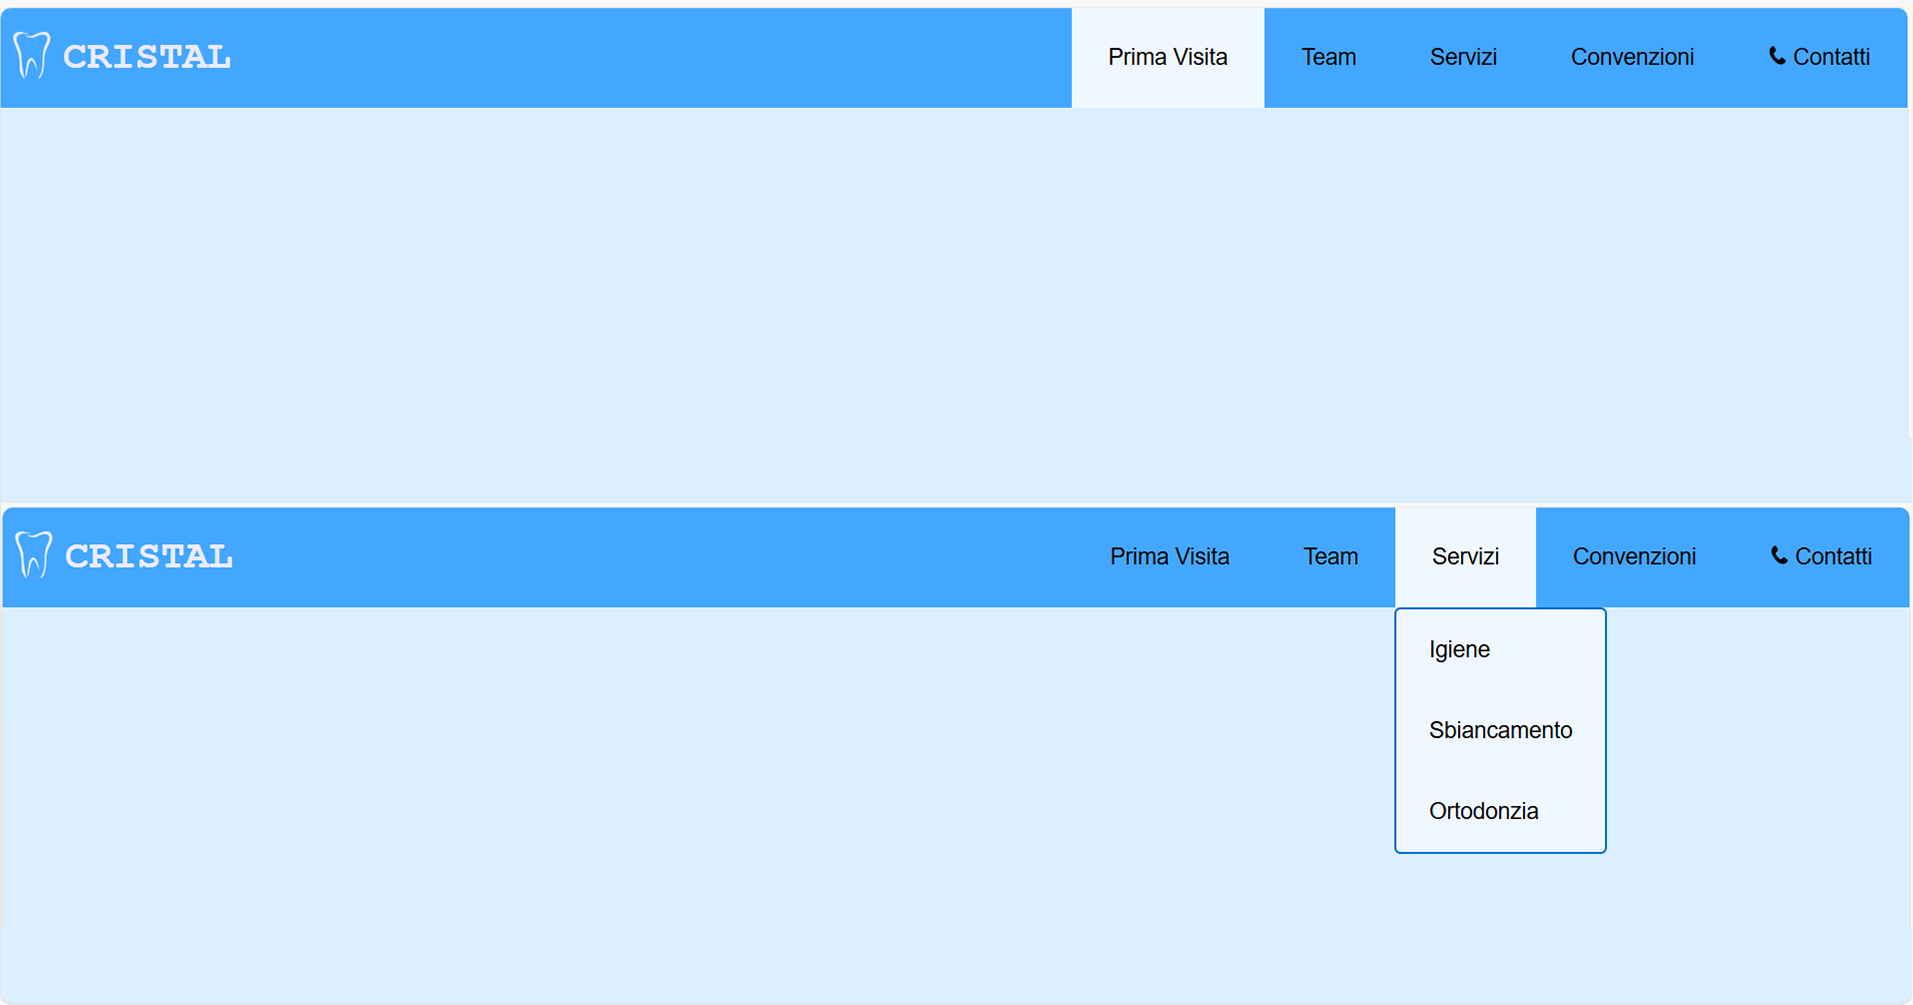 CRISTAL Prima Visita Team Servizi Convenzioni Contatti
CRISTAL Prima Visita Team Servizi Convenzioni Contatti
Igiene
Sbiancamento
Ortodonzia